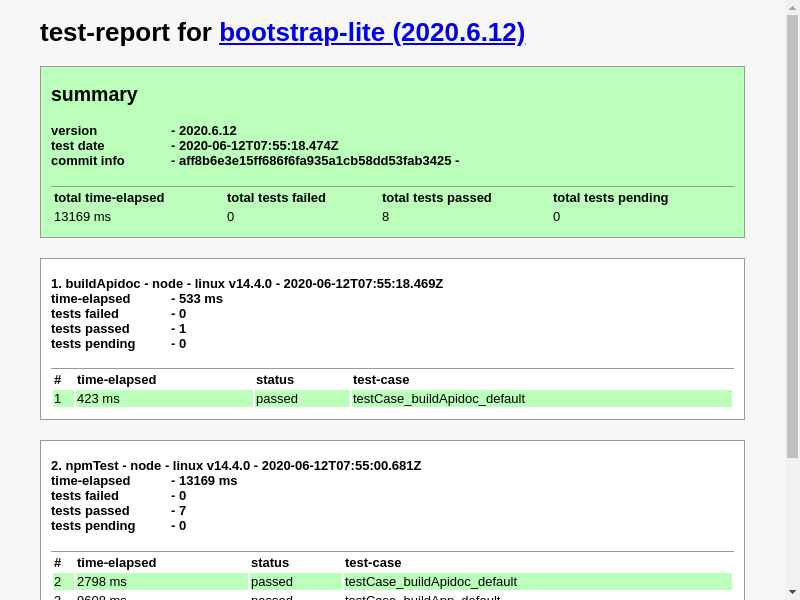 test-report for bootstrap-lite (2020.6.12)
summary
version - 2020.6.12
test date - 2020-06-12T07:55:18.474Z
commit info - aff8b6e3e15ff686f6fa935a1cb58dd53fab3425 -
total time-elapsed total tests failed total tests passed total tests pending
13169 ms 0 8 0
1. buildApidoc - node - linux v14.4.0 - 2020-06-12T07:55:18.469Z
time-elapsed - 533 ms
tests failed - 0
tests passed - 1
tests pending - 0
# time-elapsed status test-case
1 423 ms passed testCase_buildApidoc_default
2. npmTest - node - linux v14.4.0 - 2020-06-12T07:55:00.681Z
time-elapsed - 13169 ms
tests failed - 0
tests passed - 7
tests pending - 0
# time-elapsed status test-case
2 2798 ms passed testCase_buildApidoc_default
3 9608 ms passed testCase_buildApp_default